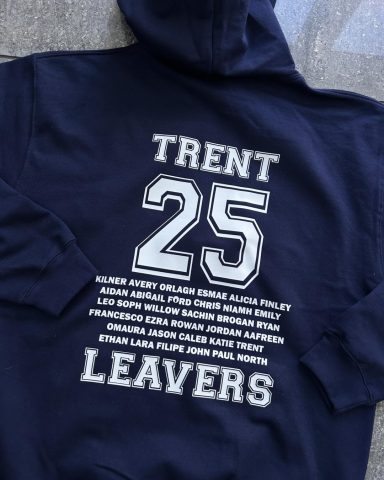 TRENT
25
KILNER AVERY ORLAGH ESMAE ALICIA FINLEY
AIDAN ABIGAIL FORD CHRIS NIAMH EMILY
LEO SOPH WILLOW SACHIN BROGAN RYAN
FRANCESCO EZRA ROWAN JORDAN AAFREEN
OMAURA JASON CALEB KATIE TRENT
ETHAN LARA FILIPE JOHN PAUL NORTH
LEAVERS